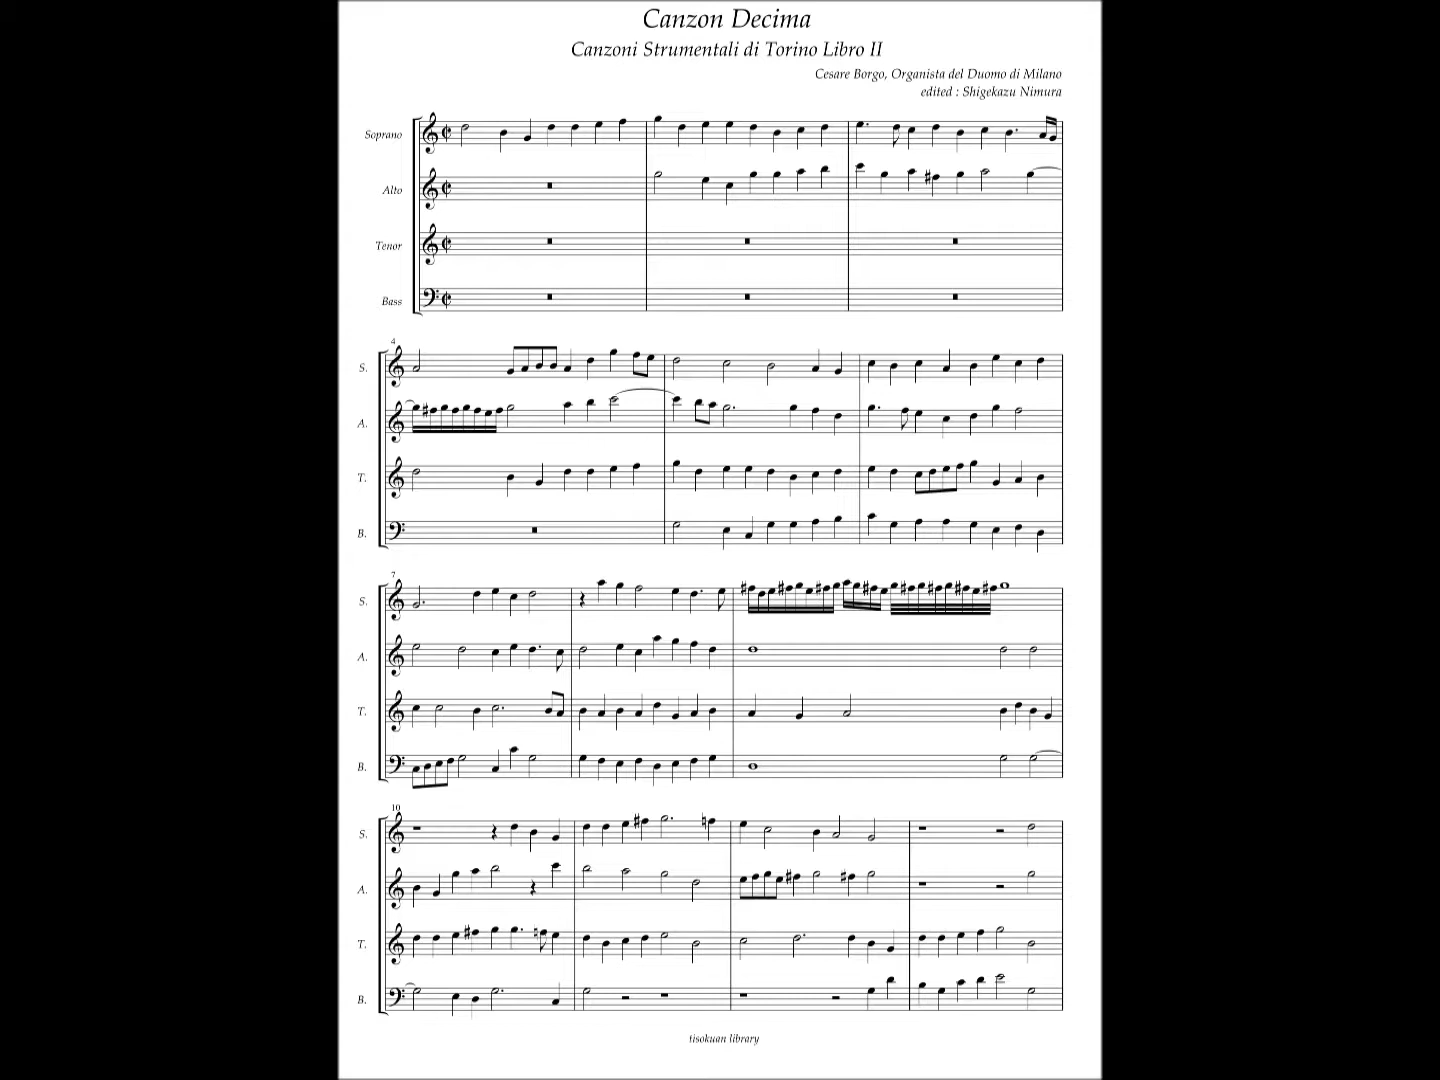 Canzon Decima
Canzoni Strumentali di Torino Libro II
Cesare Borgo, Organista del Duomo di Milano
edited : Shigekazu Nimura
Soprano
Alto
Tenor
Bass
4
S.
A.
T.
B.
7
S.
A.
T.
B.
10
S.
A.
T.
B.
tisokuan library